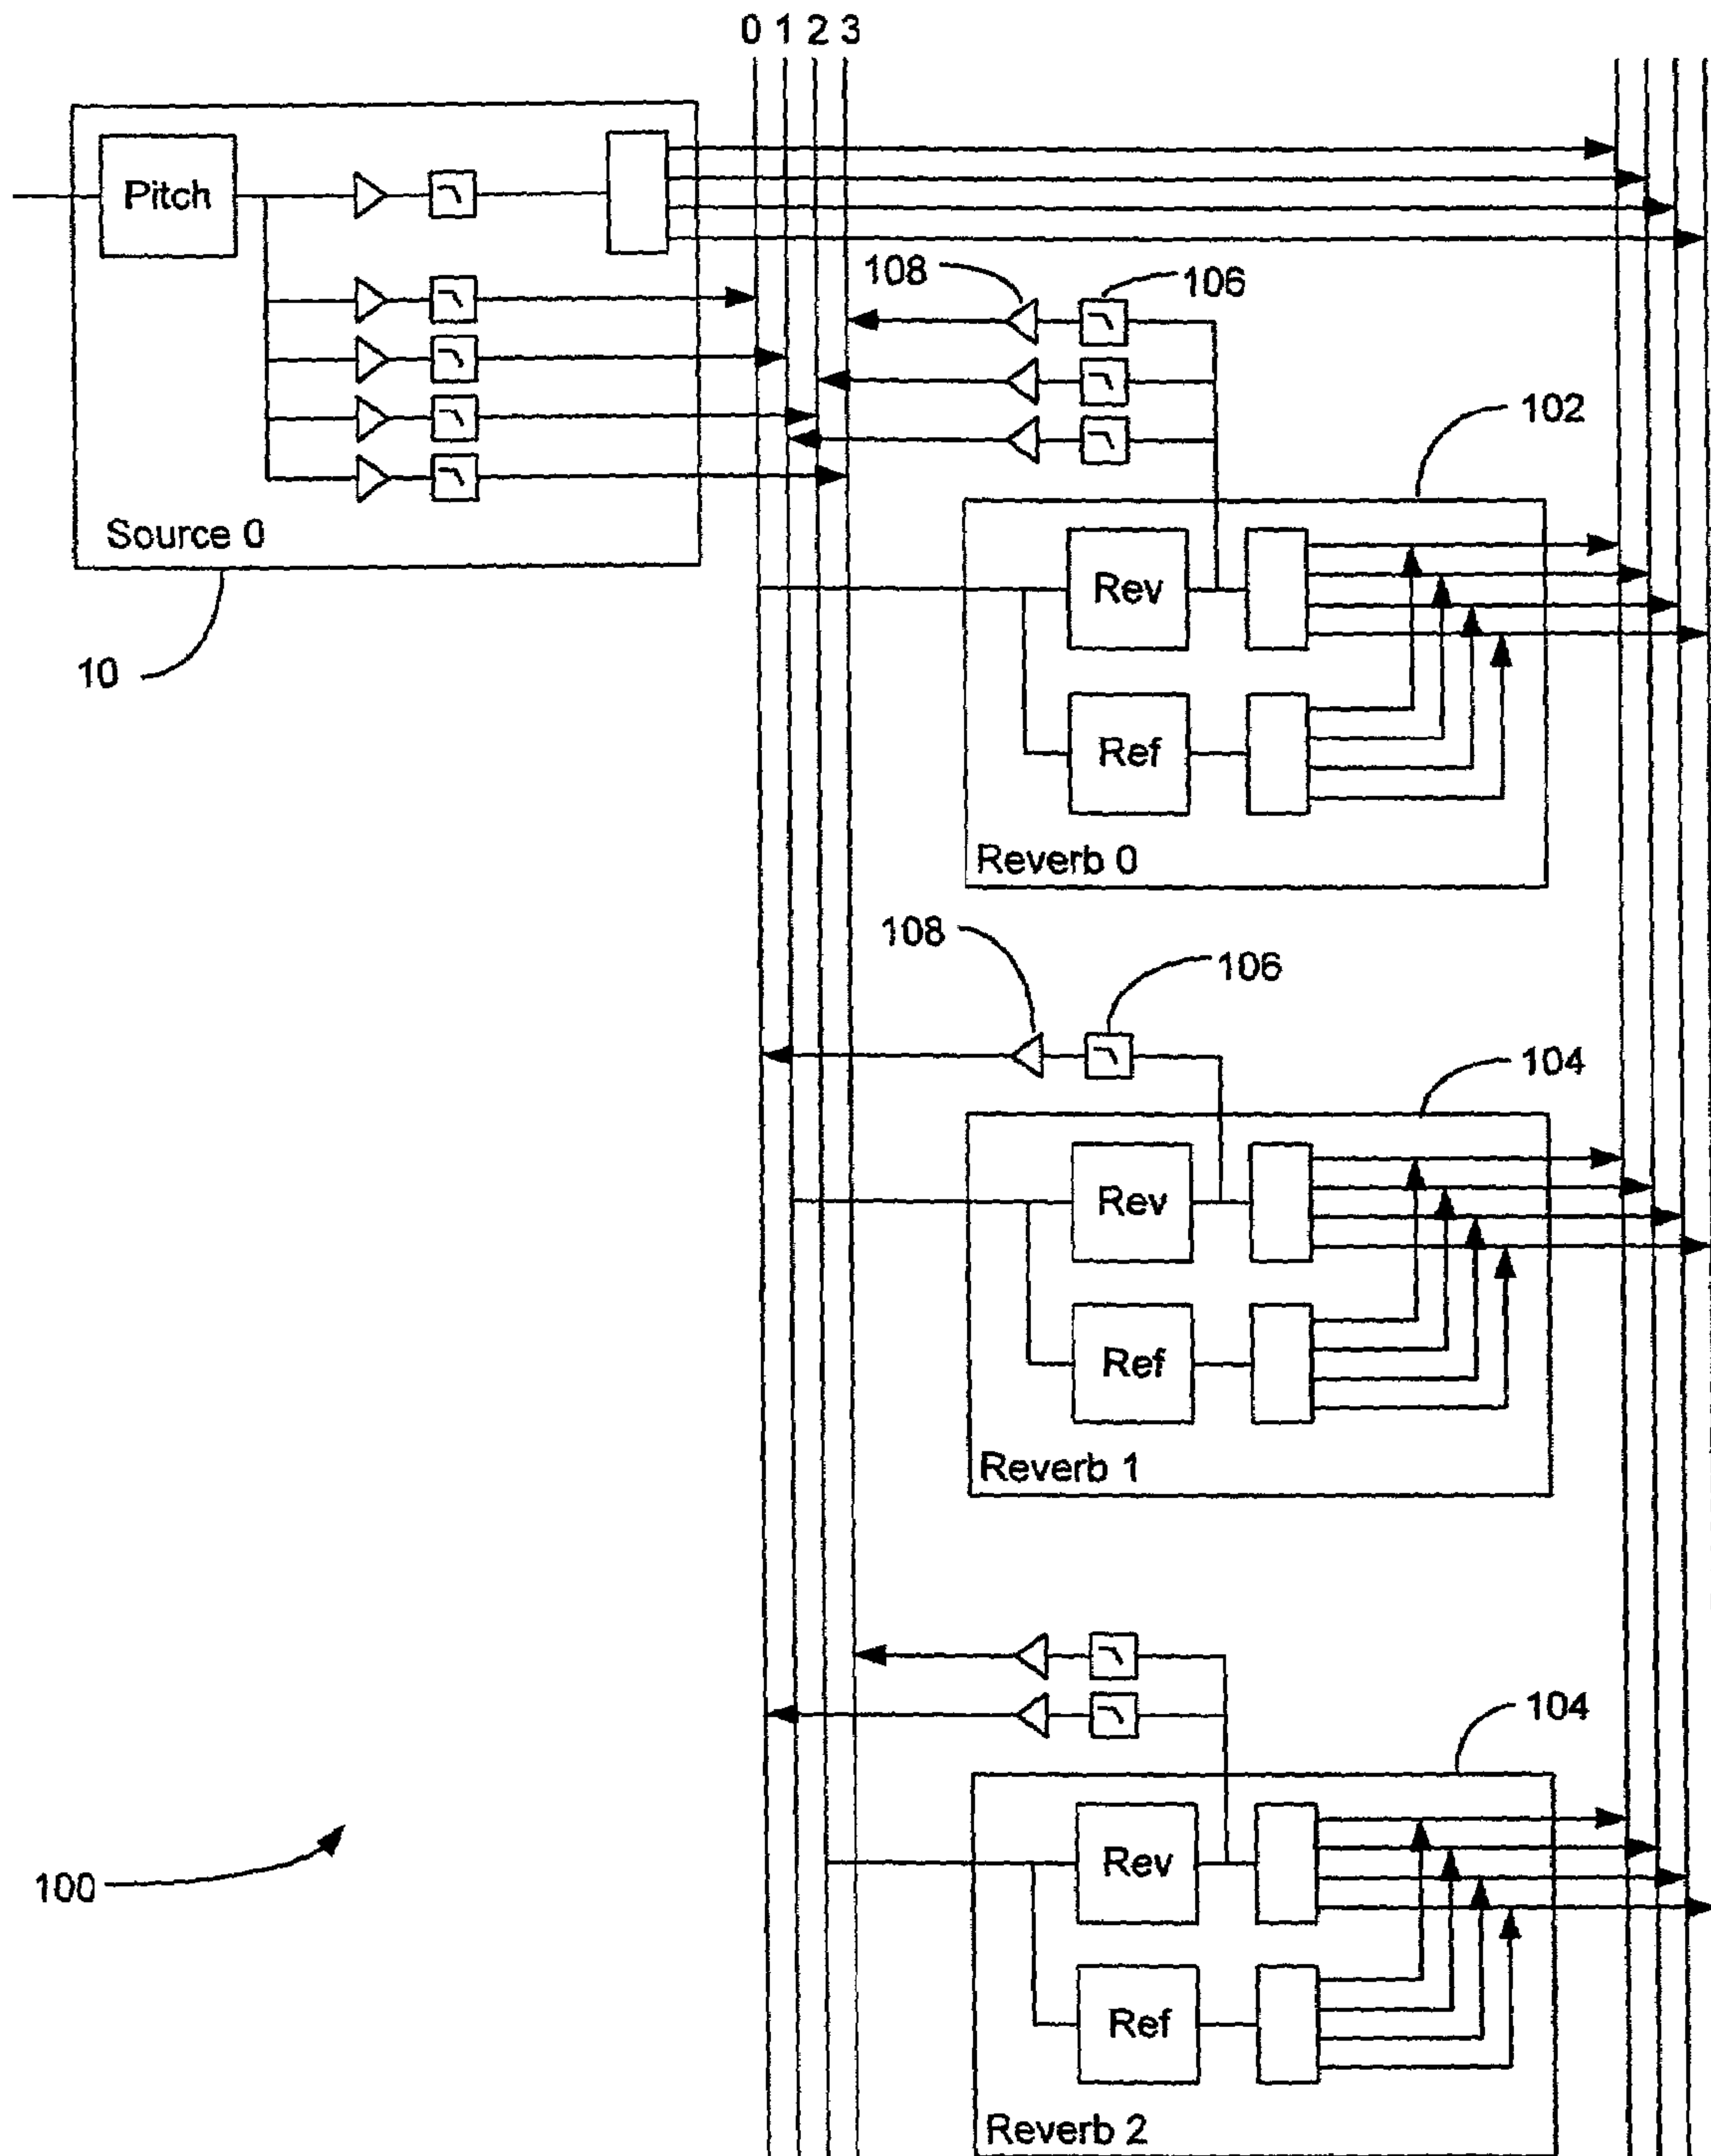 0 1 2 3
Pitch
108
106
102
Source 0
10
Rev
Ref
Reverb 0
108
106
104
Rev
Ref
Reverb 1
104
100
Rev
Ref
Reverb 2